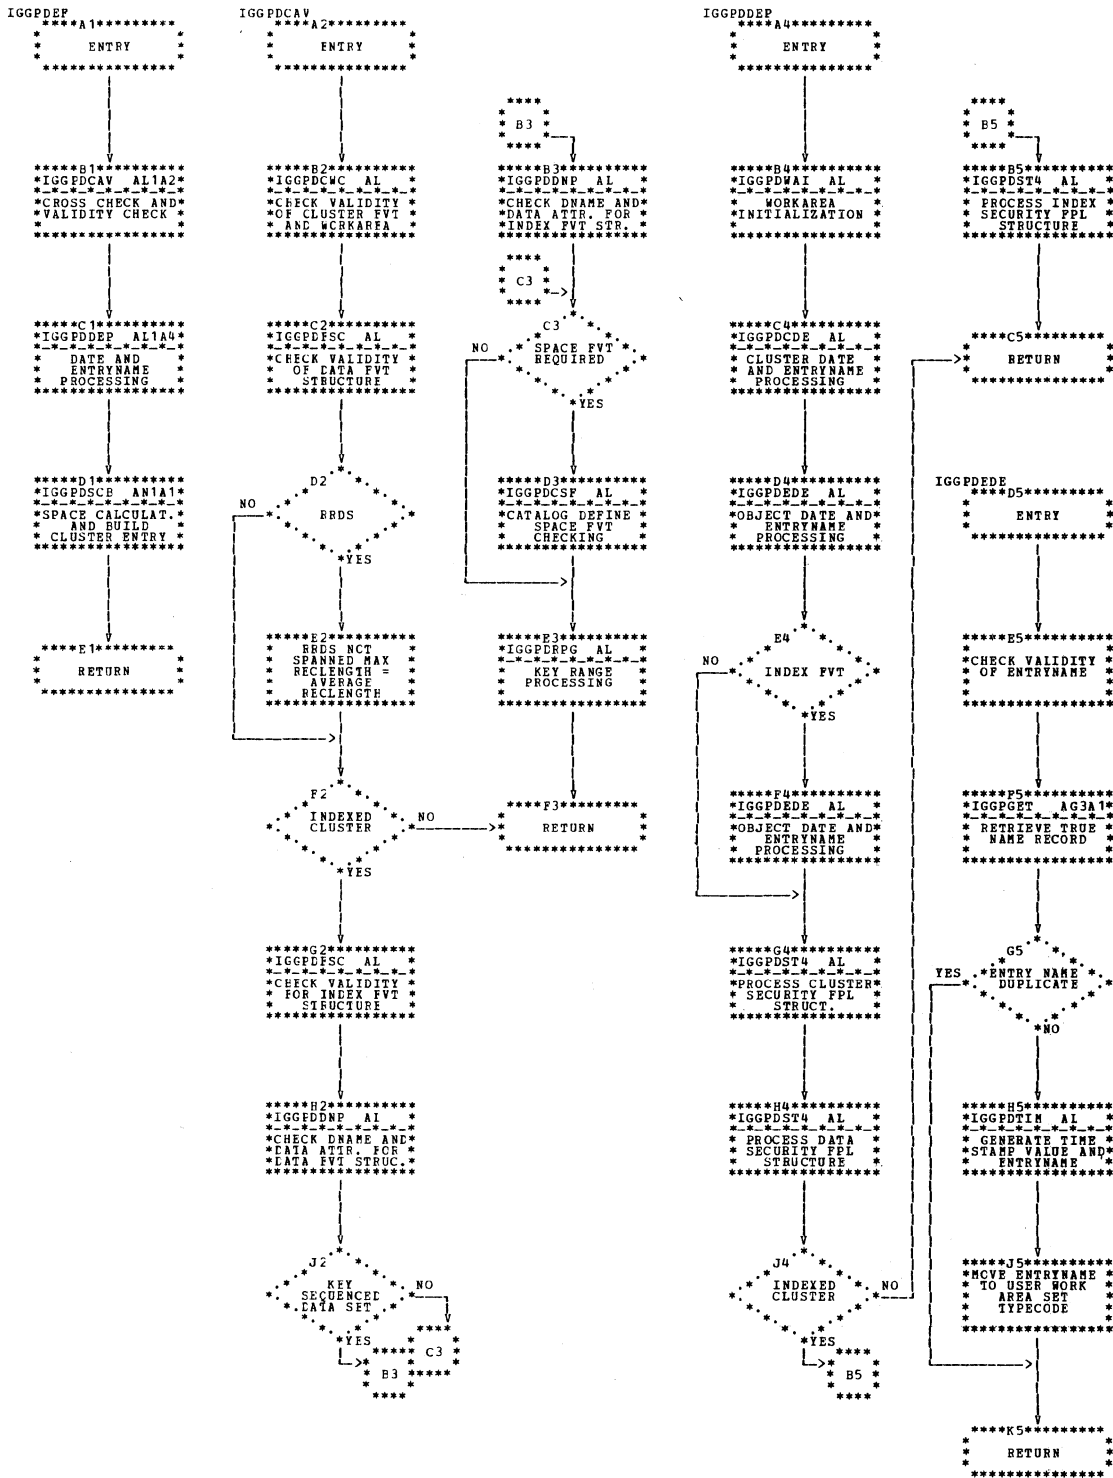 IGGPDEF
A1
ENTRY
B1
IGGPDCAV AL1A2
CROSS CHECK AND
VALIDITY CHECK
C1
IGGPDDEP AL1A4
DATE AND
ENTRYNAME
PROCESSING
D1
IGGPDSCB AN1A1
SPACE CALCULAT.
AND BUILD
CLUSTER ENTRY
E1
RETURN
IGGPDCAV
A2
ENTRY
B2
IGGPDCWC AL
CHECK VALIDITY
OF CLUSTER FVT
AND WORKAREA
C2
IGGPDFSC AL
CHECK VALIDITY
OF DATA FVT
STRUCTURE
D2
NO
RRDS
YES
E2
RRDS NOT
SPANNED MAX
RECLENGTH =
AVERAGE
RECLENGTH
F2
INDEXED
CLUSTER
NO
YES
G2
IGGPDFSC AL
CHECK VALIDITY
FOR INDEX FVT
STRUCTURE
H2
IGGPDDNP AL
CHECK DNAME AND
DATA ATTR. FOR
DATA FVT STRUC.
J2
KEY
SEQUENCED
DATA SET
NO
YES
B3
C3
B3
B3
IGGPDDNP AL
CHECK DNAME AND
DATA ATTR. FOR
INDEX FVT STR.
C3
C3
NO
SPACE FVT
REQUIRED
YES
D3
IGGPDCSF AL
CATALOG DEFINE
SPACE FVT
CHECKING
E3
IGGPDRPG AL
KEY RANGE
PROCESSING
F3
RETURN
IGGPDDEP
A4
ENTRY
B4
IGGPDWAI AL
WORKAREA
INITIALIZATION
C4
IGGPDCDE AL
CLUSTER DATE
AND ENTRYNAME
PROCESSING
D4
IGGPDEDE AL
OBJECT DATE AND
ENTRYNAME
PROCESSING
E4
NO
INDEX FVT
YES
F4
IGGPDEDE AL
OBJECT DATE AND
ENTRYNAME
PROCESSING
G4
IGGPDST4 AL
PROCESS CLUSTER
SECURITY FPL
STRUCT.
H4
IGGPDST4 AL
PROCESS DATA
SECURITY FPL
STRUCTURE
J4
INDEXED
CLUSTER
NO
YES
B5
B5
B5
IGGPDST4 AL
PROCESS INDEX
SECURITY FPL
STRUCTURE
C5
RETURN
IGGPDEDE
D5
ENTRY
E5
CHECK VALIDITY
OF ENTRYNAME
F5
IGGPGET AG3A1
RETRIEVE TRUE
NAME RECORD
G5
YES
ENTRY NAME
DUPLICATE
NO
H5
IGGPDTIM AL
GENERATE TIME
STAMP VALUE AND
ENTRYNAME
J5
MOVE ENTRYNAME
TO USER WORK
AREA SET
TYPECODE
K5
RETURN